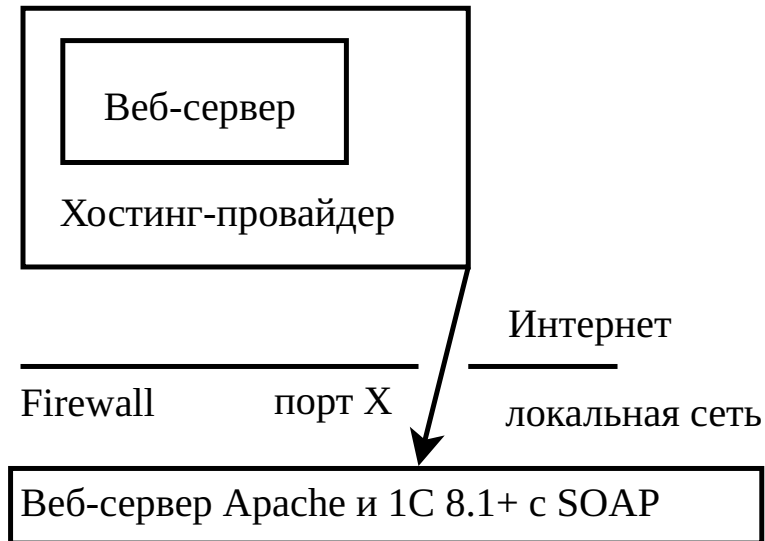 Веб-сервер
Хостинг-провайдер
Интернет
Firewall порт X
локальная сеть
Веб-сервер Apache и 1С 8.1+ с SOAP